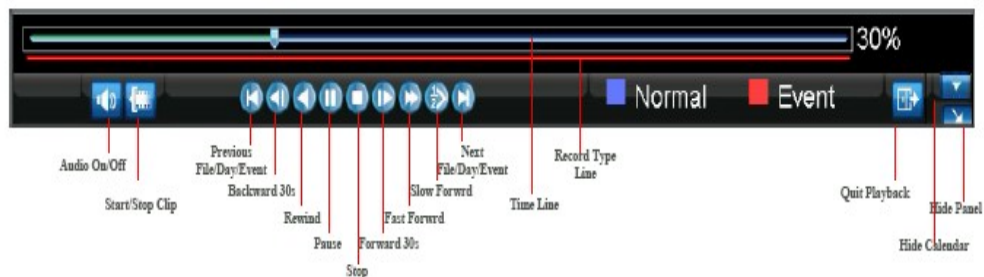 30%
Normal
Event
Audio On/Off
Start/Stop Clip
Previous
File/Day/Event
Backward 30s
Rewind
Pause
Stop
Forward 30s
Fast Forwrd
Slow Forwrd
Next
File/Day/Event
Time Line
Record Type
Line
Quit Playback
Hide Panel
Hide Calendar